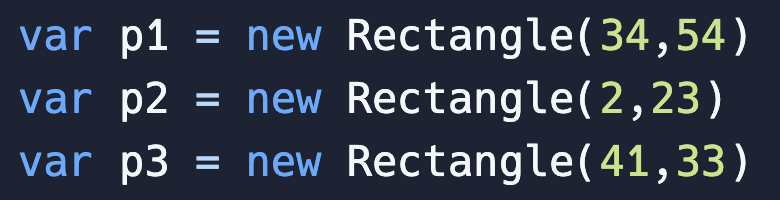 var p1 = new Rectangle(34,54)
var p2 = new Rectangle(2,23)
var p3 = new Rectangle(41,33)